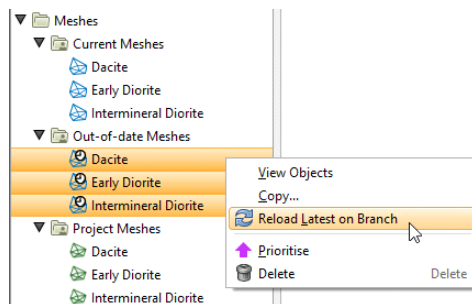 Meshes
Current Meshes
Dacite
Early Diorite
Intermineral Diorite
Out-of-date Meshes
Dacite
Early Diorite
Intermineral Diorite
Project Meshes
Dacite
Early Diorite
Intermineral Diorite
View Objects
Copy...
Reload Latest on Branch
Prioritise
Delete Delete